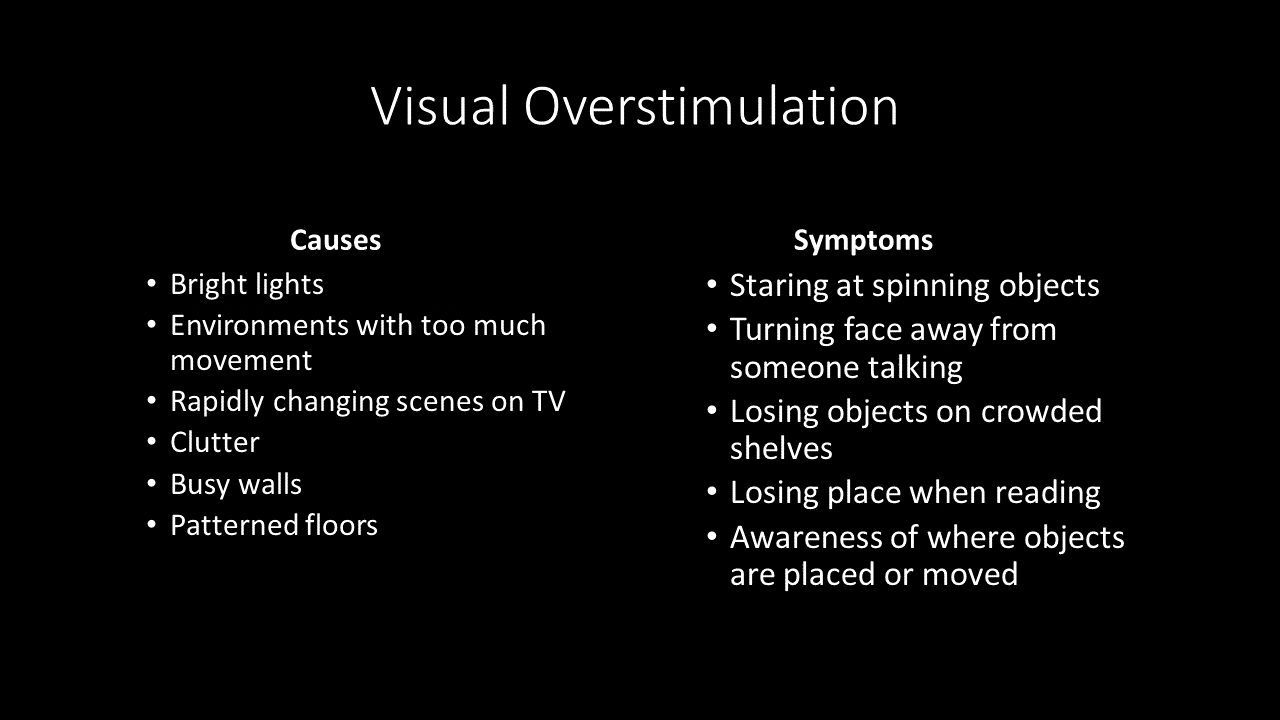 Visual Overstimulation
Causes
• Bright lights
• Environments with too much
movement
• Rapidly changing scenes on TV
• Clutter
• Busy walls
• Patterned floors
Symptoms
• Staring at spinning objects
• Turning face away from
someone talking
• Losing objects on crowded
shelves
• Losing place when reading
• Awareness of where objects
are placed or moved